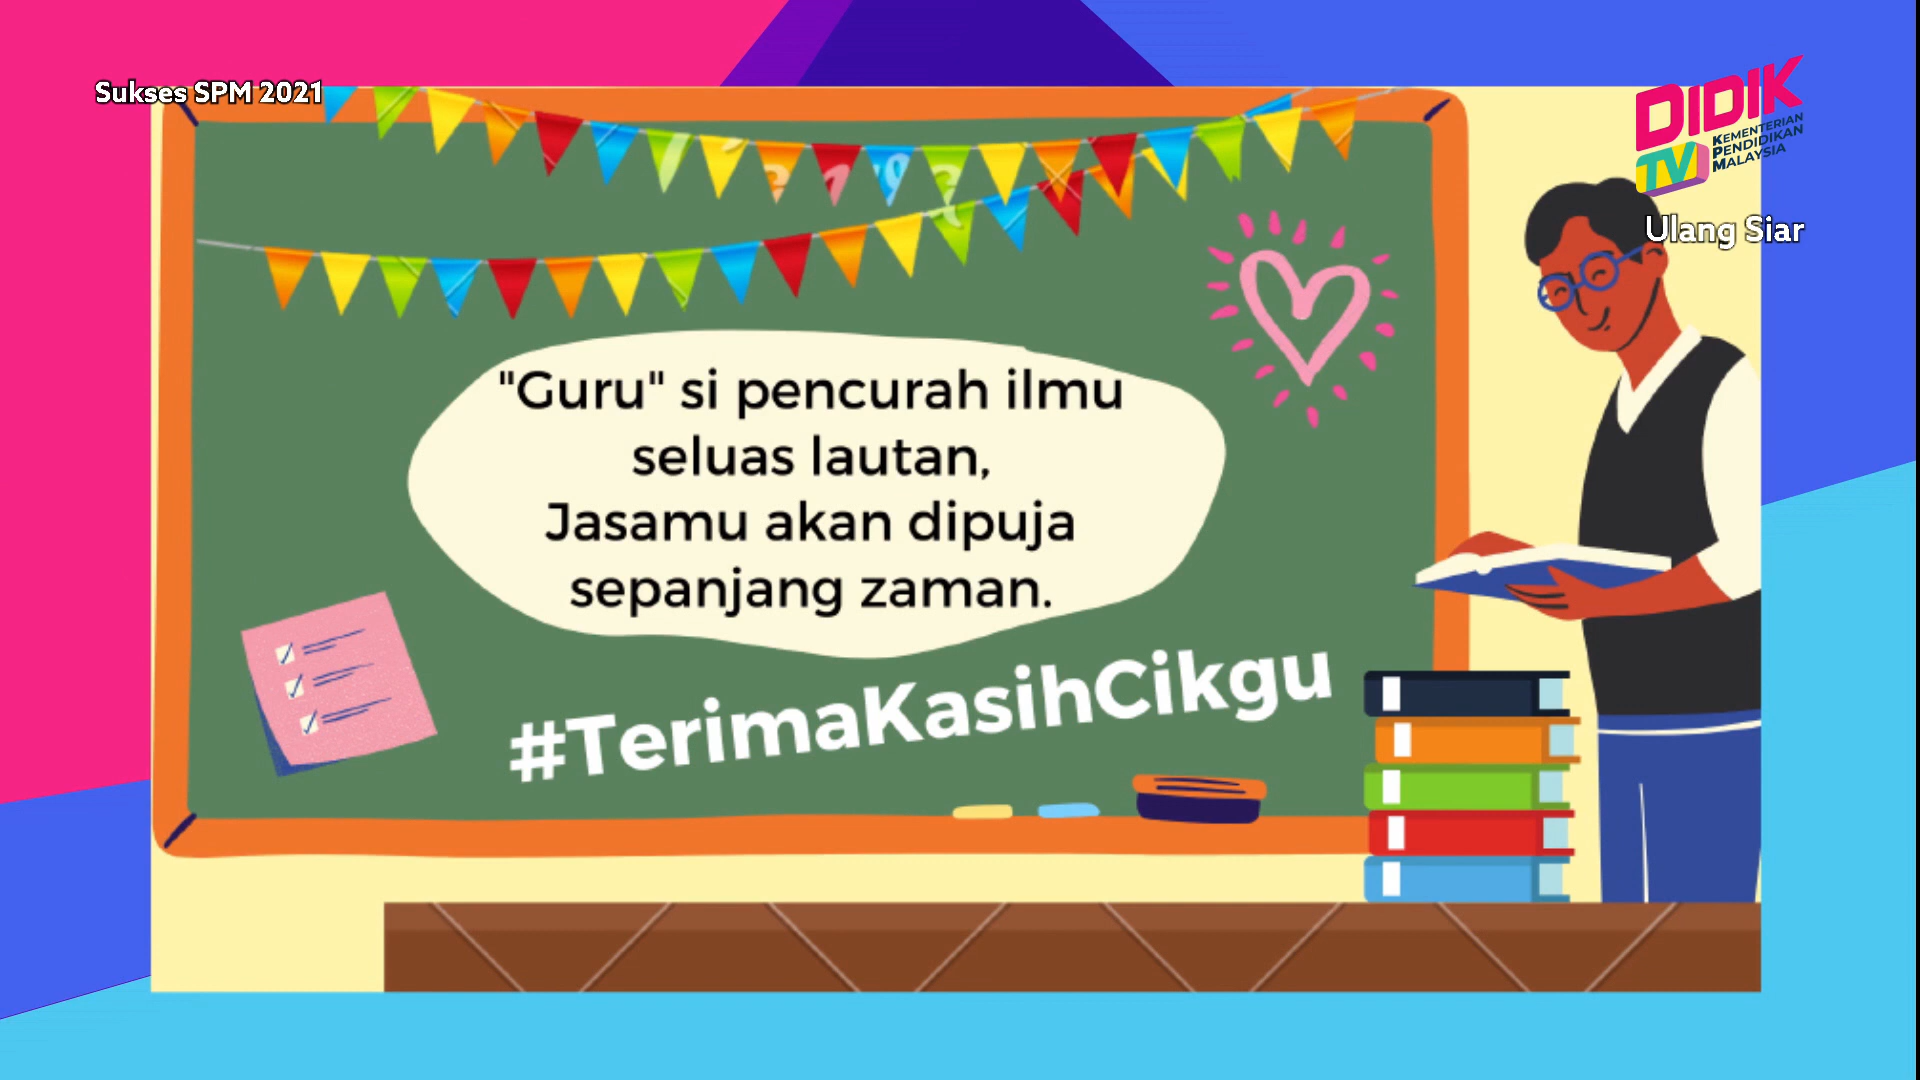 Sukses SPM 2021
DIDIK
TV
KEMENTERIAN
PENDIDIKAN
MALAYSIA
Ulang Siar
"Guru" si pencurah ilmu
seluas lautan,
Jasamu akan dipuja
sepanjang zaman.
#TerimaKasihCikgu